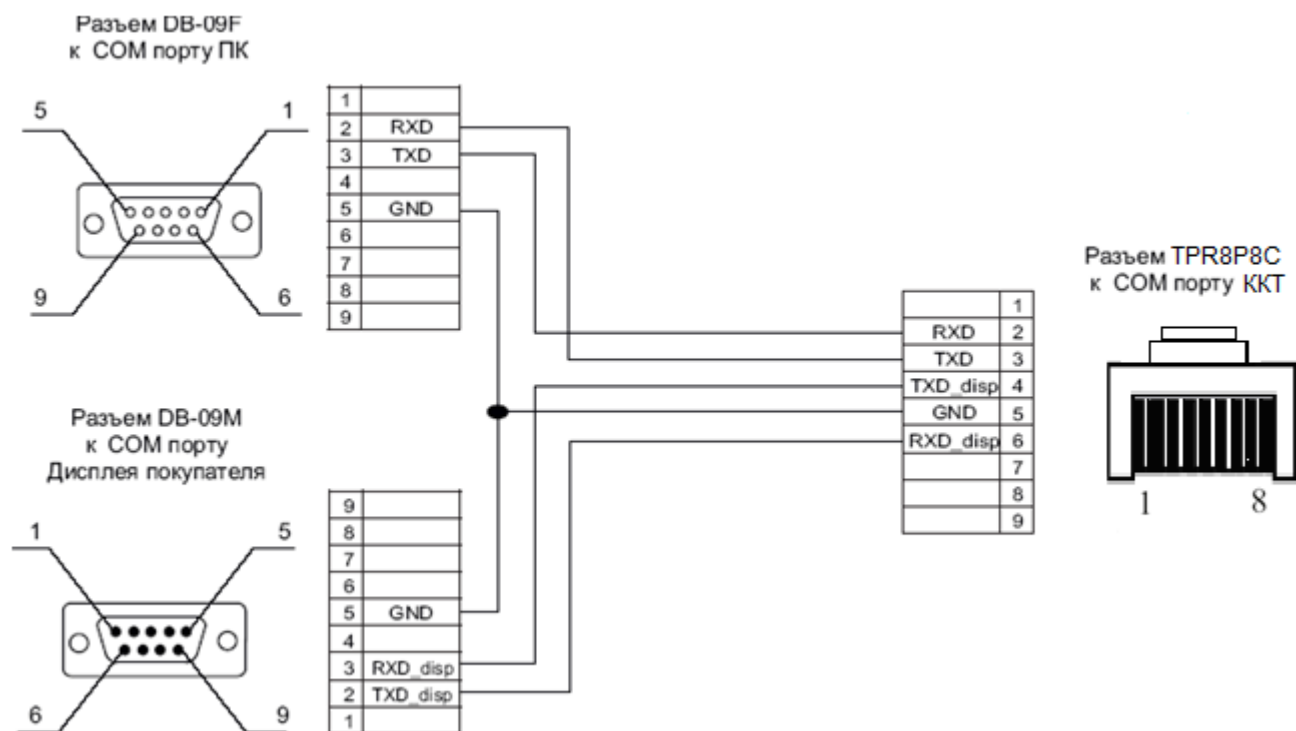 Разъем DB-09F
к COM порту ПК
5
1
9
6
1
2 RXD
3 TXD
4
5 GND
6
7
8
9
Разъем TPR8P8C
к COM порту ККТ
1
RXD 2
TXD 3
TXD_disp 4
GND 5
RXD_disp 6
7
8
9
1 8
Разъем DB-09M
к COM порту
Дисплея покупателя
1
5
6
9
9
8
7
6
5 GND
4
3 RXD_disp
2 TXD_disp
1